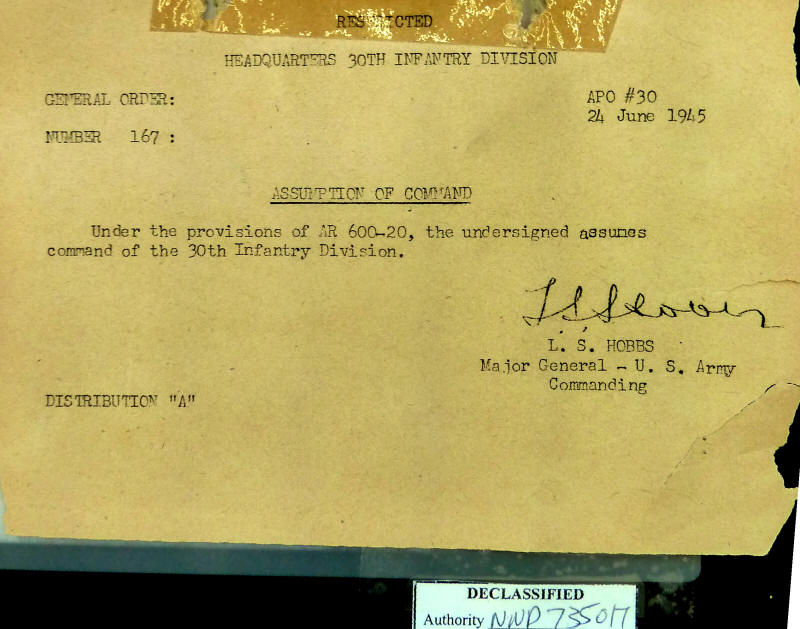 RESTRICTED
HEADQUARTERS 30TH INFANTRY DIVISION
GENERAL ORDER:
APO #30
24 June 1945
NUMBER 167 :
ASSUMPTION OF COMMAND
Under the provisions of AR 600-20, the undersigned assumes
command of the 30th Infantry Division.
L. S. HOBBS
Major General - U. S. Army
Commanding
DISTRIBUTION "A"
DECLASSIFIED
Authority NND 735017